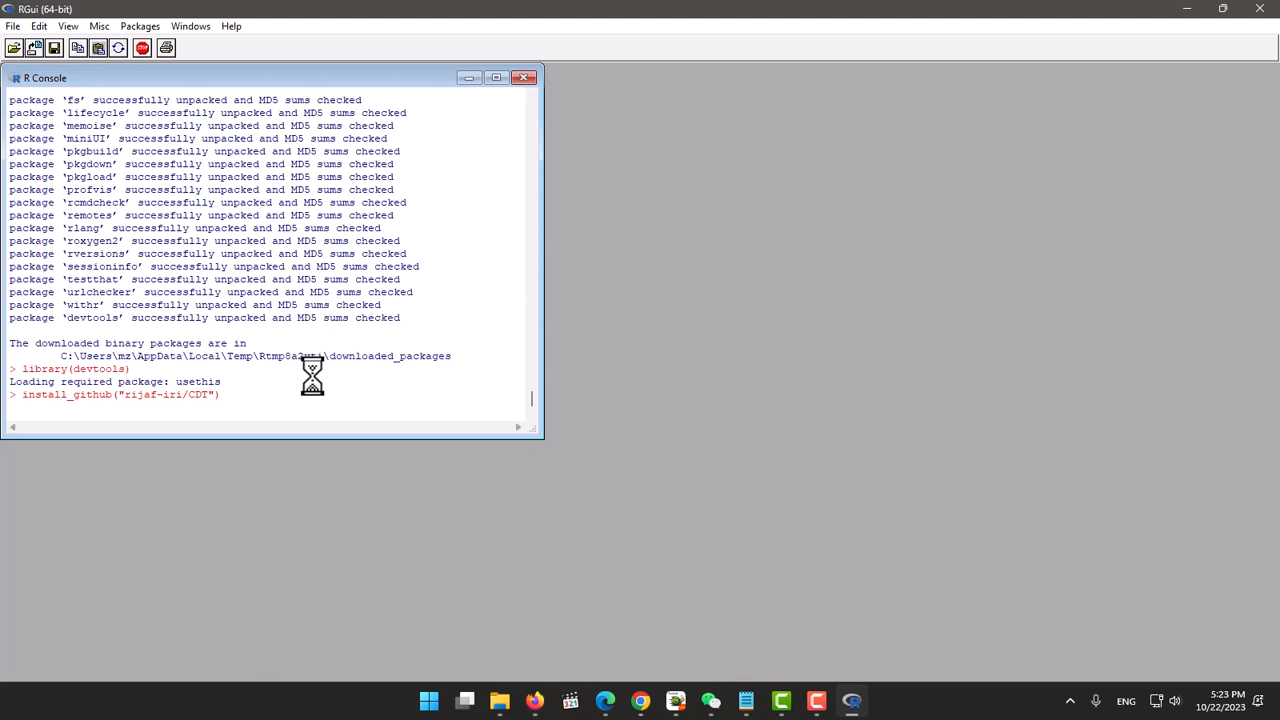 RGui (64-bit)
File Edit View Misc Packages Windows Help
STOP
R Console
package ‘fs’ successfully unpacked and MD5 sums checked
package ‘lifecycle’ successfully unpacked and MD5 sums checked
package ‘memoise’ successfully unpacked and MD5 sums checked
package ‘miniUI’ successfully unpacked and MD5 sums checked
package ‘pkgbuild’ successfully unpacked and MD5 sums checked
package ‘pkgdown’ successfully unpacked and MD5 sums checked
package ‘pkgload’ successfully unpacked and MD5 sums checked
package ‘profvis’ successfully unpacked and MD5 sums checked
package ‘rcmdcheck’ successfully unpacked and MD5 sums checked
package ‘remotes’ successfully unpacked and MD5 sums checked
package ‘rlang’ successfully unpacked and MD5 sums checked
package ‘roxygen2’ successfully unpacked and MD5 sums checked
package ‘rversions’ successfully unpacked and MD5 sums checked
package ‘sessioninfo’ successfully unpacked and MD5 sums checked
package ‘testthat’ successfully unpacked and MD5 sums checked
package ‘urlchecker’ successfully unpacked and MD5 sums checked
package ‘withr’ successfully unpacked and MD5 sums checked
package ‘devtools’ successfully unpacked and MD5 sums checked
The downloaded binary packages are in
C:\Users\mz\AppData\Local\Temp\ \downloaded_packages
> library(devtools)
Loading required package: usethis
> install_github("rijaf-iri/CDT")
321
ENG
5:23 PM
10/22/2023